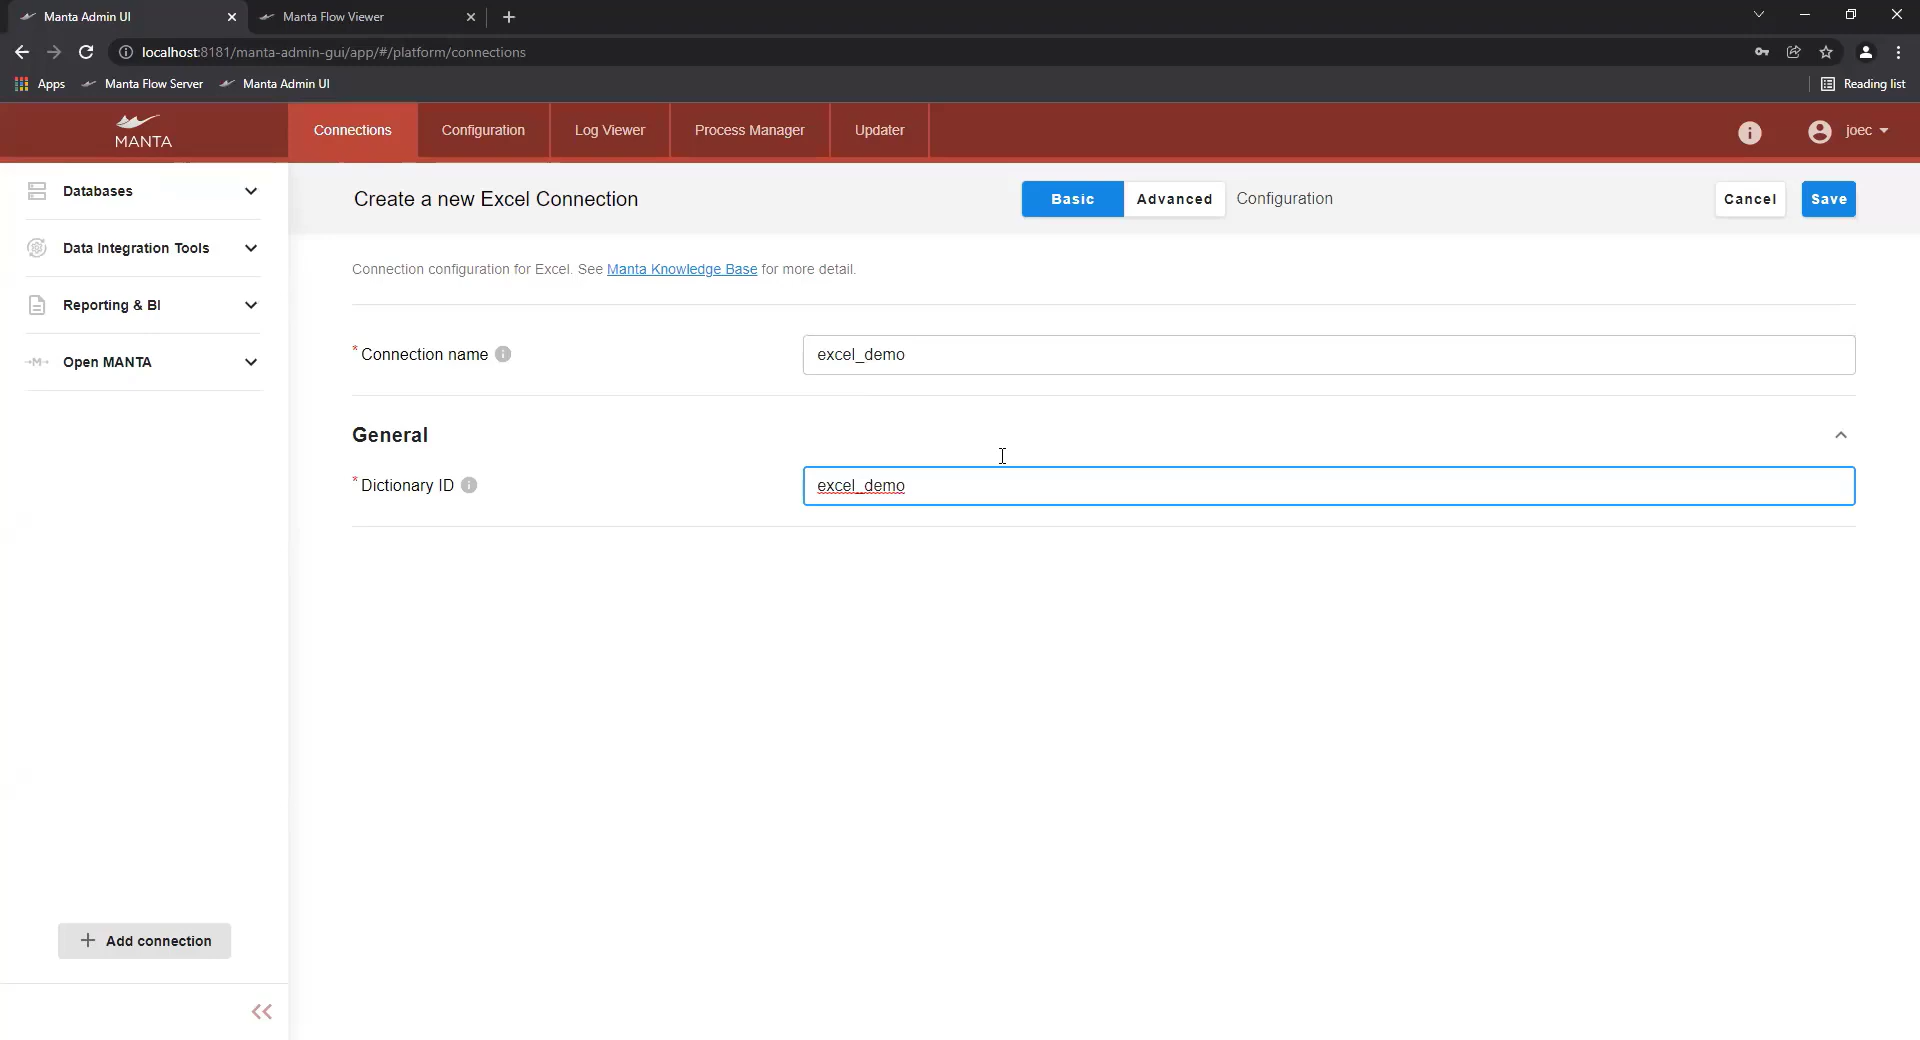 Manta Admin UI
Manta Flow Viewer
localhost:8181/manta-admin-gui/app/#/platform/connections
Apps
Manta Flow Server
Manta Admin UI
Reading list
MANTA
Connections
Configuration
Log Viewer
Process Manager
Updater
joec
Databases
Data Integration Tools
Reporting & BI
Open MANTA
Create a new Excel Connection
Basic
Advanced
Configuration
Cancel
Save
Connection configuration for Excel. See Manta Knowledge Base for more detail.
* Connection name
excel_demo
General
* Dictionary ID
excel_demo
+ Add connection